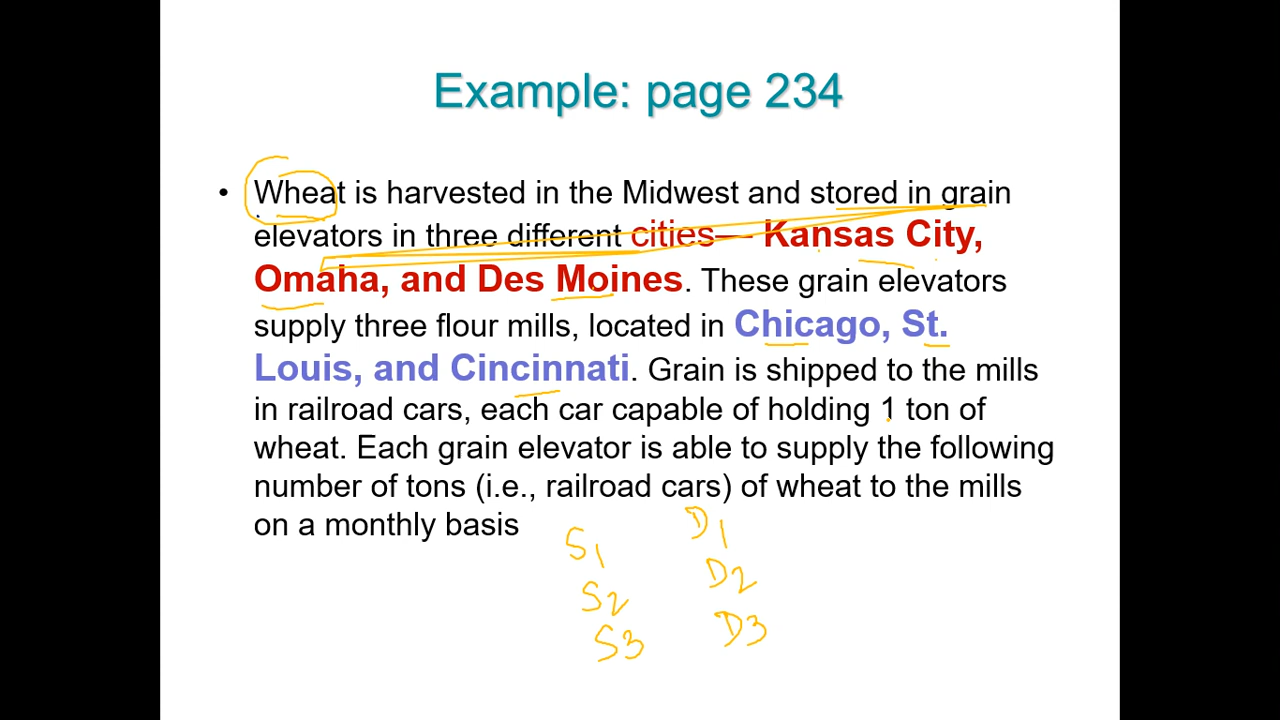 Example: page 234
• Wheat is harvested in the Midwest and stored in grain
elevators in three different cities— Kansas City,
Omaha, and Des Moines. These grain elevators
supply three flour mills, located in Chicago, St.
Louis, and Cincinnati. Grain is shipped to the mills
in railroad cars, each car capable of holding 1 ton of
wheat. Each grain elevator is able to supply the following
number of tons (i.e., railroad cars) of wheat to the mills
on a monthly basis
S1 D1
S2 D2
S3 D3